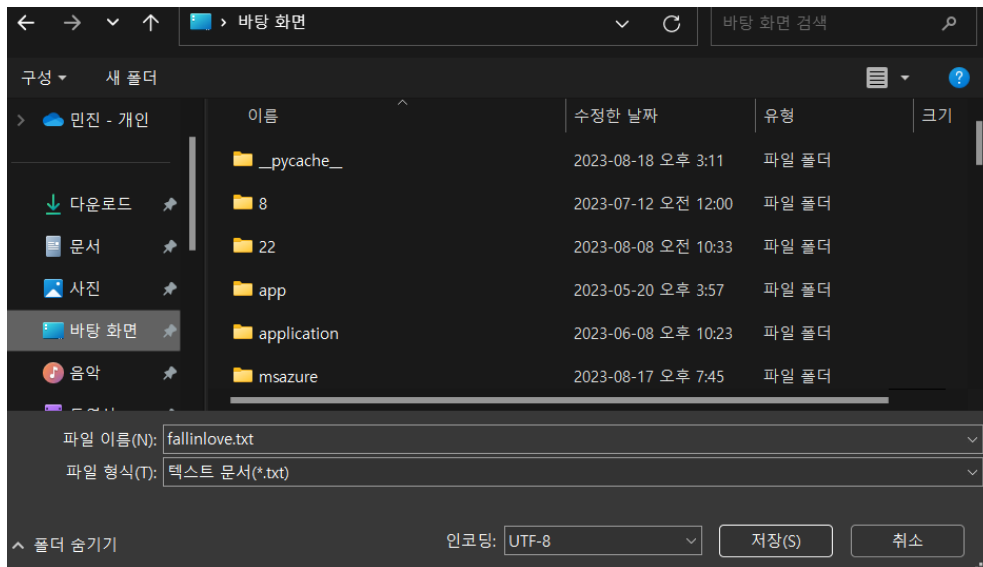 바탕 화면
바탕 화면 검색
구성
새 폴더
민진 - 개인
다운로드
문서
사진
바탕 화면
음악
이름 수정한 날짜 유형 크기
__pycache__ 2023-08-18 오후 3:11 파일 폴더
8 2023-07-12 오전 12:00 파일 폴더
22 2023-08-08 오전 10:33 파일 폴더
app 2023-05-20 오후 3:57 파일 폴더
application 2023-06-08 오후 10:23 파일 폴더
msazure 2023-08-17 오후 7:45 파일 폴더
파일 이름(N): fallinlove.txt
파일 형식(T): 텍스트 문서(*.txt)
폴더 숨기기
인코딩: UTF-8
저장(S)
취소